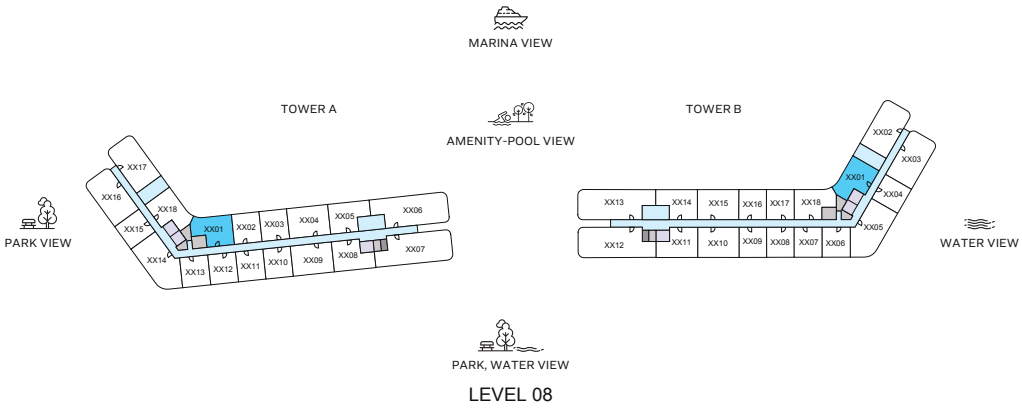 MARINA VIEW
TOWER A
TOWER B
AMENITY-POOL VIEW
XX02
XX03
XX17
XX01
XX16
XX04
XX18
XX13
XX14
XX15
XX16
XX17
XX18
XX06
XX05
XX04
XX03
XX02
XX01
XX15
XX05
PARK VIEW
WATER VIEW
XX12
XX11
XX10
XX09
XX08
XX07
XX06
XX07
XX08
XX09
XX10
XX11
XX12
XX13
XX14
PARK, WATER VIEW
LEVEL 08